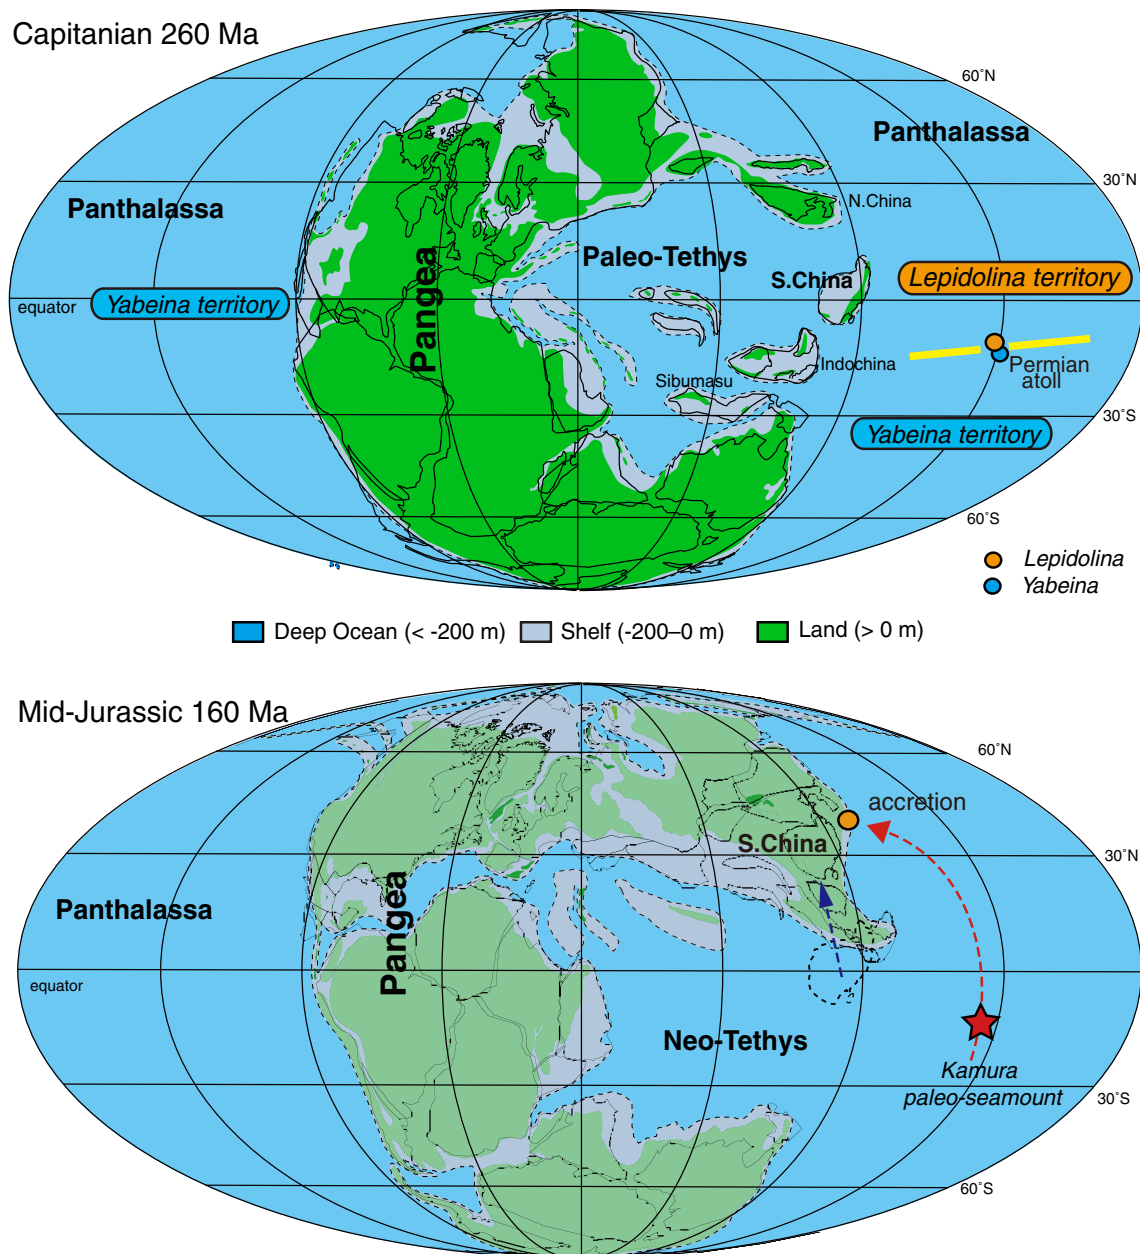 Capitanian 260 Ma
60˚N
Panthalassa
30˚N
Panthalassa
N.China
Pangea
Paleo-Tethys
S.China
Lepidolina territory
equator
Yabeina territory
Permian
atoll
Indochina
Sibumasu
30˚S
Yabeina territory
60˚S
Lepidolina
Yabeina
Deep Ocean (< -200 m)
Shelf (-200–0 m)
Land (> 0 m)
Mid-Jurassic 160 Ma
60˚N
accretion
S.China
30˚N
Panthalassa
Pangea
equator
Neo-Tethys
Kamura
paleo-seamount
30˚S
60˚S